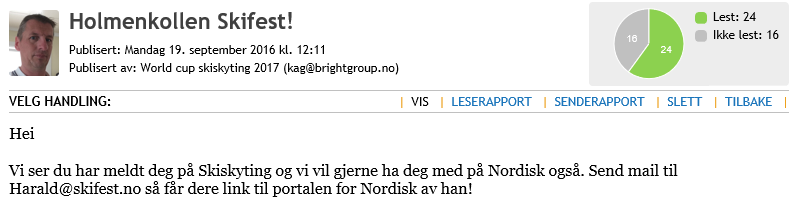 Holmenkollen Skifest!
Publisert: Mandag 19. september 2016 kl. 12:11
Publisert av: World cup skiskyting 2017 (kag@brightgroup.no)
16
24
Lest: 24
Ikke lest: 16
VELG HANDLING:
| VIS | LESERAPPORT | SENDERAPPORT | SLETT | TILBAKE |
Hei
Vi ser du har meldt deg på Skiskyting og vi vil gjerne ha deg med på Nordisk også. Send mail til
Harald@skifest.no så får dere link til portalen for Nordisk av han!